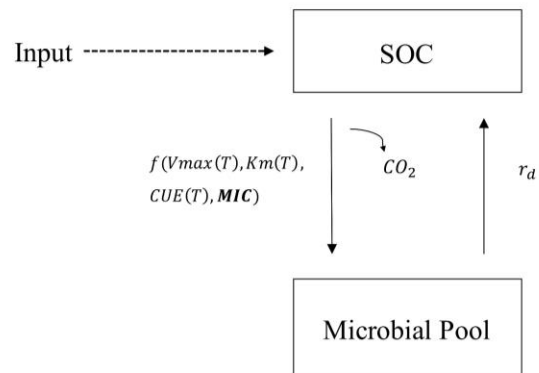 Input
SOC
f(Vmax(T), Km(T),
CUE(T), MIC)
CO₂
r_d
Microbial Pool